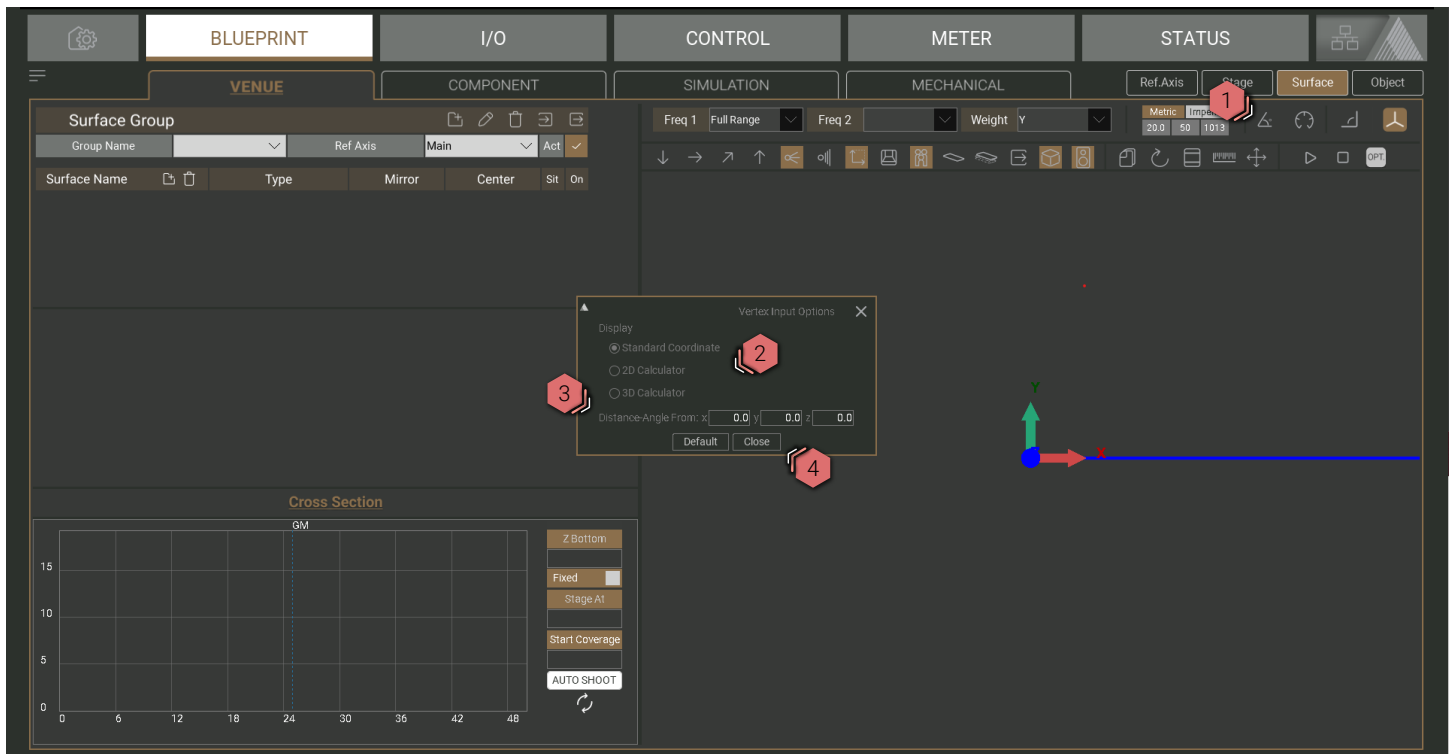 BLUEPRINT I/O CONTROL METER STATUS
VENUE COMPONENT SIMULATION MECHANICAL Ref.Axis Stage Surface Object
Surface Group
Freq 1 Full Range Freq 2 Weight Y
Metric
20.0 50 1013
1
Group Name Ref Axis Main Act
OPT.
Surface Name Type Mirror Center Sit On
Vertex Input Options
Display
Standard Coordinate
2
2D Calculator
3D Calculator
3
Distance-Angle From: x 0.0 y 0.0 z 0.0
Default Close
4
Y
X
Cross Section
GM
15
10
5
0
0 6 12 18 24 30 36 42 48
Z Bottom
Fixed
Stage At
Start Coverage
AUTO SHOOT